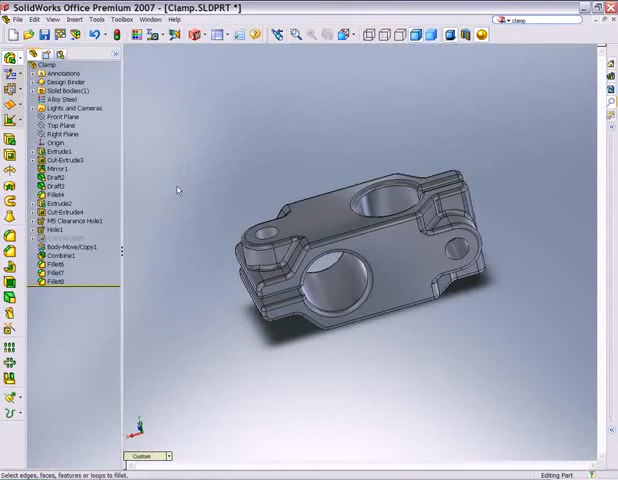 SolidWorks Office Premium 2007 - [Clamp.SLDPRT *]
File Edit View Insert Tools Toolbox Window Help
clamp
Clamp
Annotations
Design Binder
Solid Bodies(1)
Alloy Steel
Lights and Cameras
Front Plane
Top Plane
Right Plane
Origin
Extrude1
Cut-Extrude3
Mirror1
Draft2
Draft3
Fillet4
Extrude2
Cut-Extrude4
M5 Clearance Hole1
Hole1
Body-Move/Copy1
Combine1
Fillet6
Fillet7
Fillet8
Custom
Select edges, faces, features or loops to fillet.
Editing Part